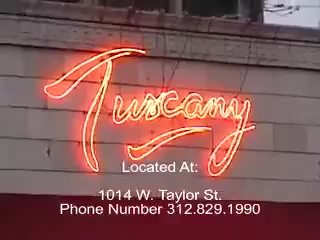 Tuscany
Located At:
1014 W. Taylor St.
Phone Number 312.829.1990